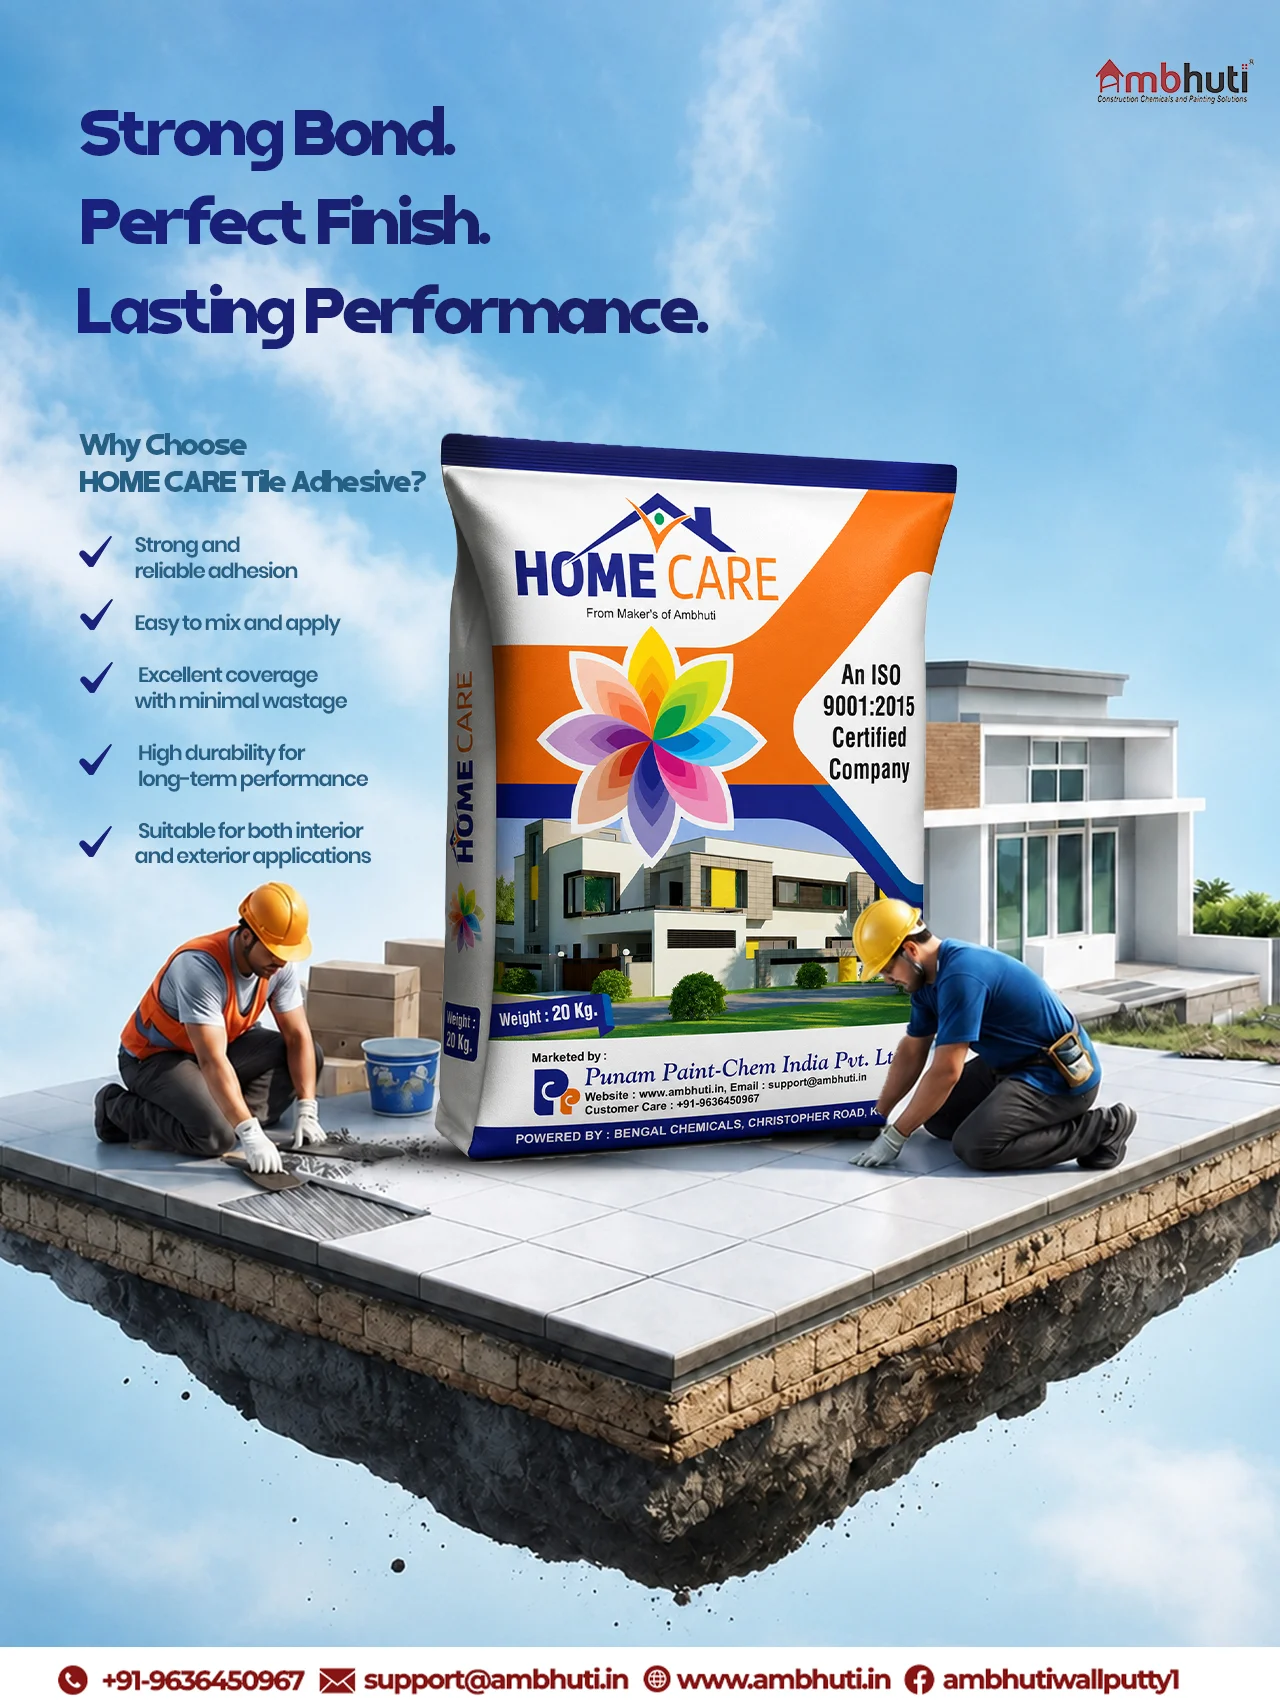 Ambhuti®
Construction Chemicals and Painting Solutions
Strong Bond.
Perfect Finish.
Lasting Performance.
Why Choose
HOME CARE Tile Adhesive?
Strong and
reliable adhesion
Easy to mix and apply
Excellent coverage
with minimal wastage
High durability for
long-term performance
Suitable for both interior
and exterior applications
HOME CARE
From Maker's of Ambhuti
An ISO
9001:2015
Certified
Company
HOME CARE
Weight :
20 Kg.
Weight : 20 Kg.
Marketed by :
Punam Paint-Chem India Pvt.
Website : www.ambhuti.in, Email : support@ambhuti.in
Customer Care : +91-9636450967
POWERED BY : BENGAL CHEMICALS, CHRISTOPHER ROAD,
+91-9636450967 support@ambhuti.in www.ambhuti.in ambhutiwallputty1